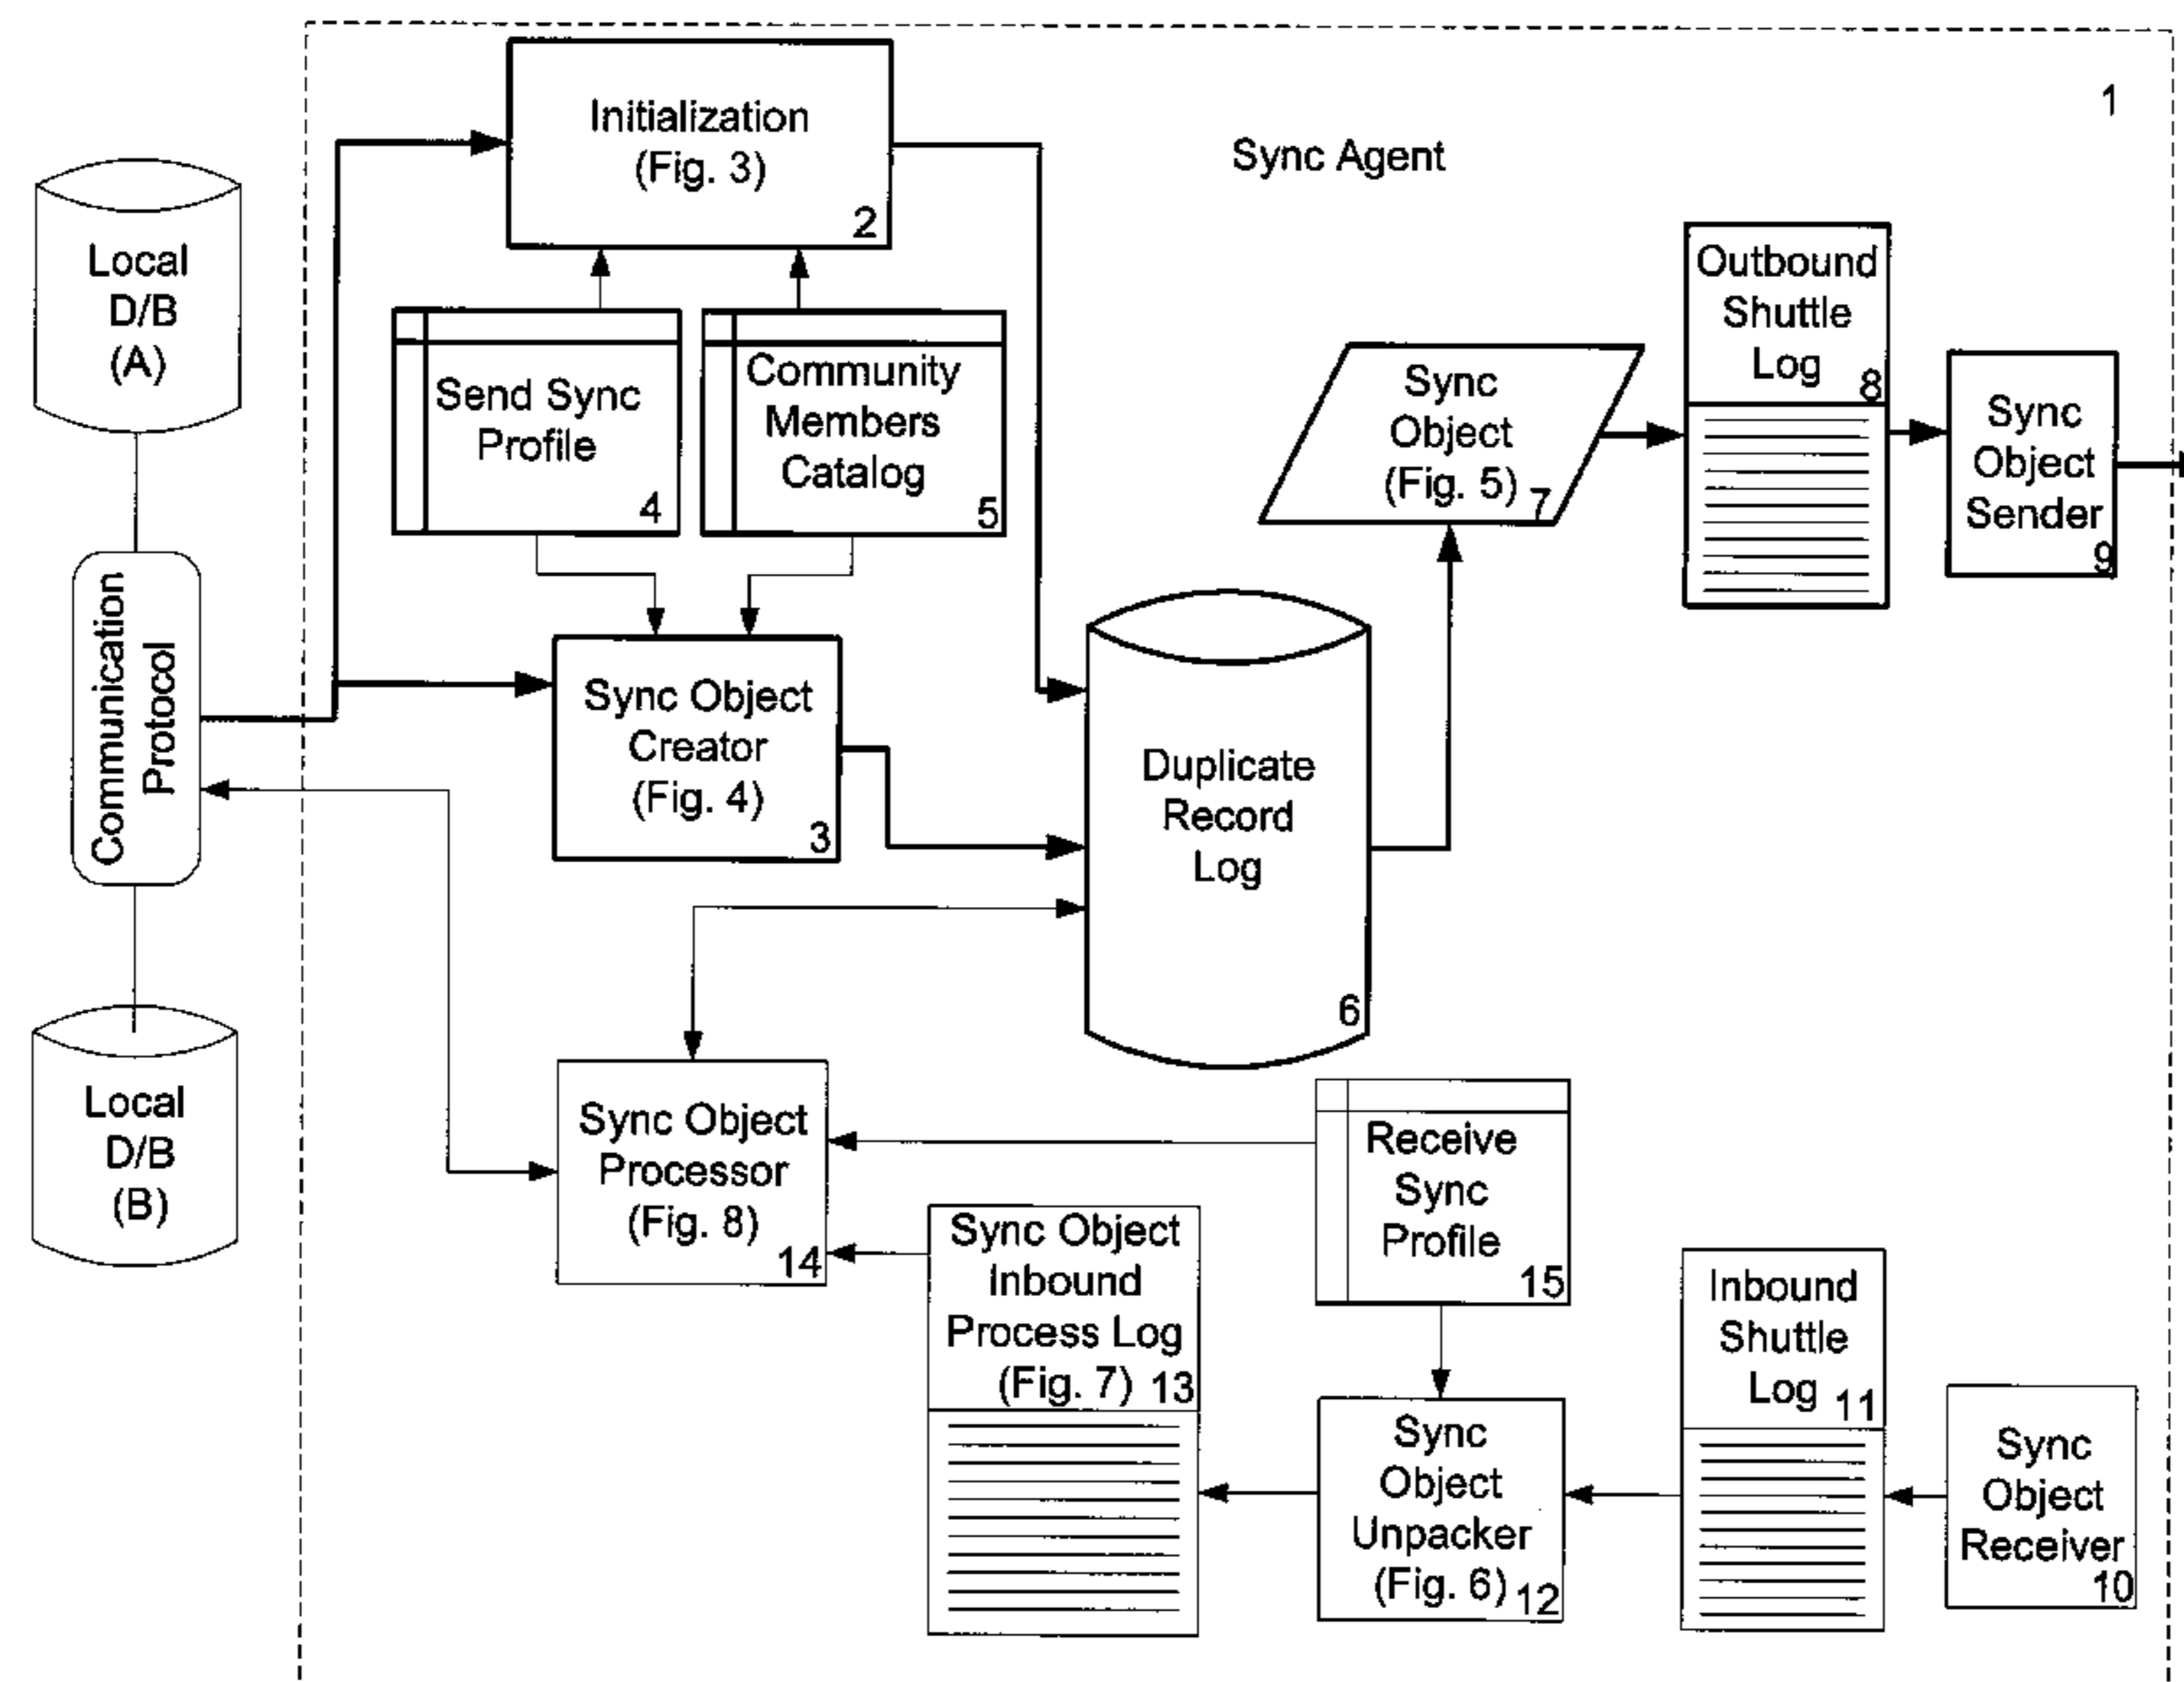 1
Sync Agent
Initialization
(Fig. 3)
2
Local
D/B
(A)
Send Sync
Profile
4
Community
Members
Catalog
5
Outbound
Shuttle
Log
8
Sync
Object
(Fig. 5)
7
Sync
Object
Sender
9
Communication
Protocol
Sync Object
Creator
(Fig. 4)
3
Duplicate
Record
Log
6
Local
D/B
(B)
Sync Object
Processor
(Fig. 8)
14
Receive
Sync
Profile
15
Sync Object
Inbound
Process Log
(Fig. 7) 13
Sync
Object
Unpacker
(Fig. 6) 12
Inbound
Shuttle
Log 11
Sync
Object
Receiver
10